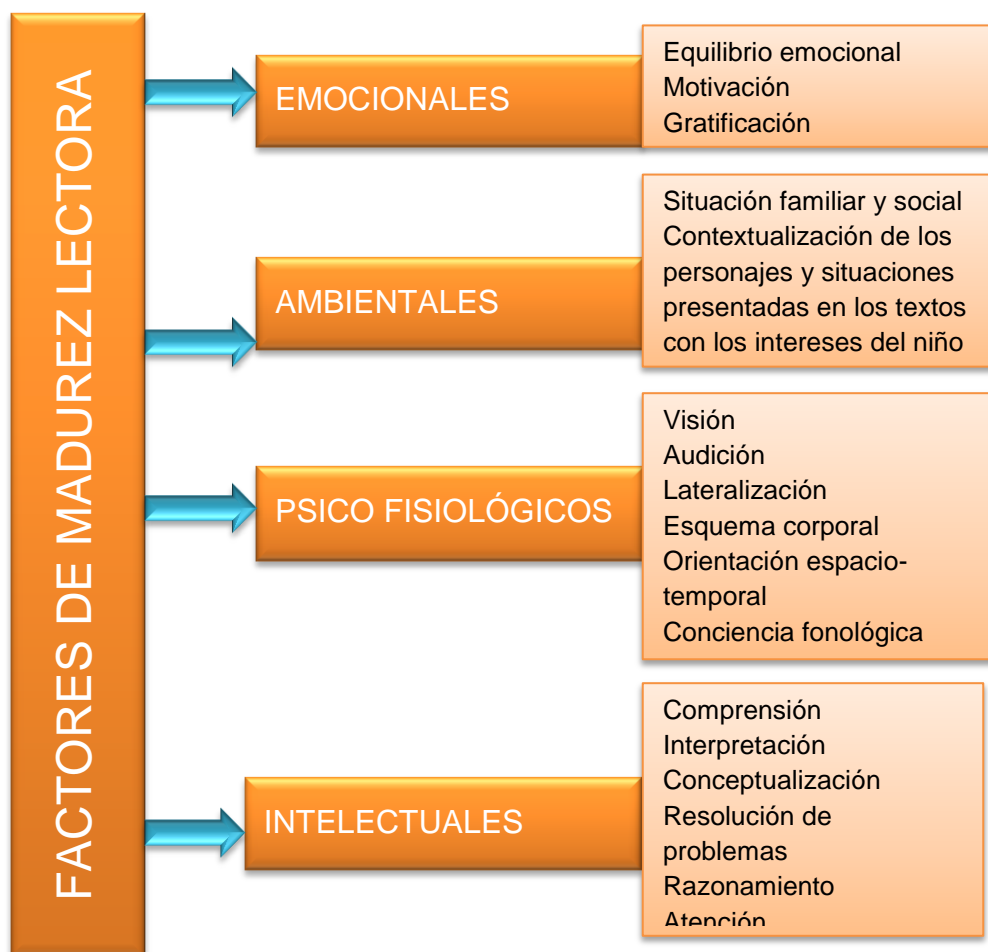 FACTORES DE MADUREZ LECTORA
EMOCIONALES
Equilibrio emocional
Motivación
Gratificación
AMBIENTALES
Situación familiar y social
Contextualización de los
personajes y situaciones
presentadas en los textos
con los intereses del niño
PSICO FISIOLÓGICOS
Visión
Audición
Lateralización
Esquema corporal
Orientación espacio-
temporal
Conciencia fonológica
INTELECTUALES
Comprensión
Interpretación
Conceptualización
Resolución de
problemas
Razonamiento
Atención